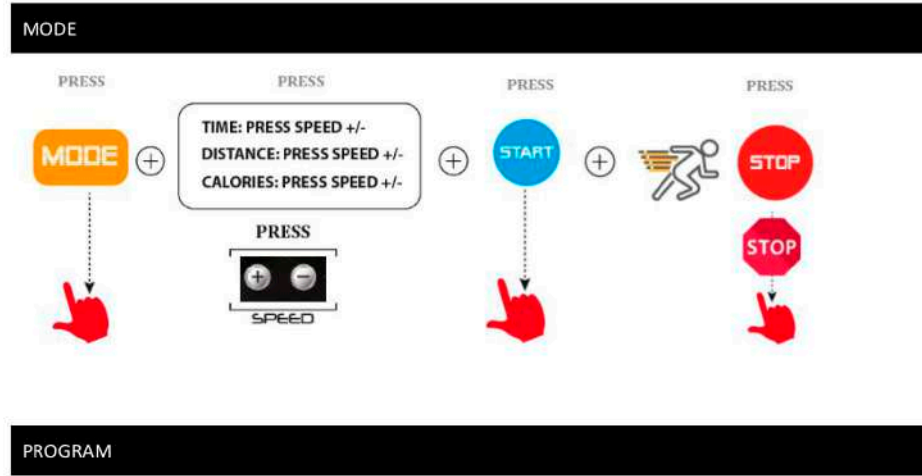 MODE
PRESS PRESS PRESS PRESS
MODE
TIME: PRESS SPEED +/-
DISTANCE: PRESS SPEED +/-
CALORIES: PRESS SPEED +/-
START
STOP
PRESS
+ -
SPEED
STOP
PROGRAM